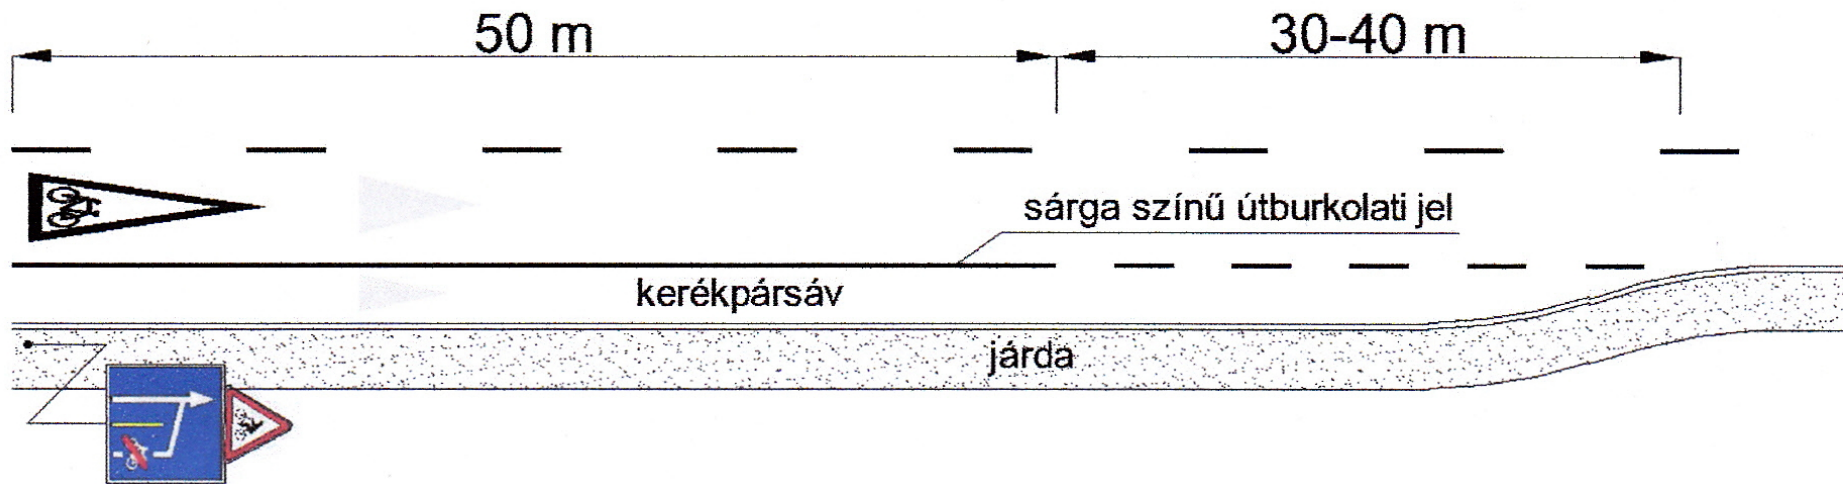 50 m
30-40 m
sárga színű útburkolati jel
kerékpársáv
járda